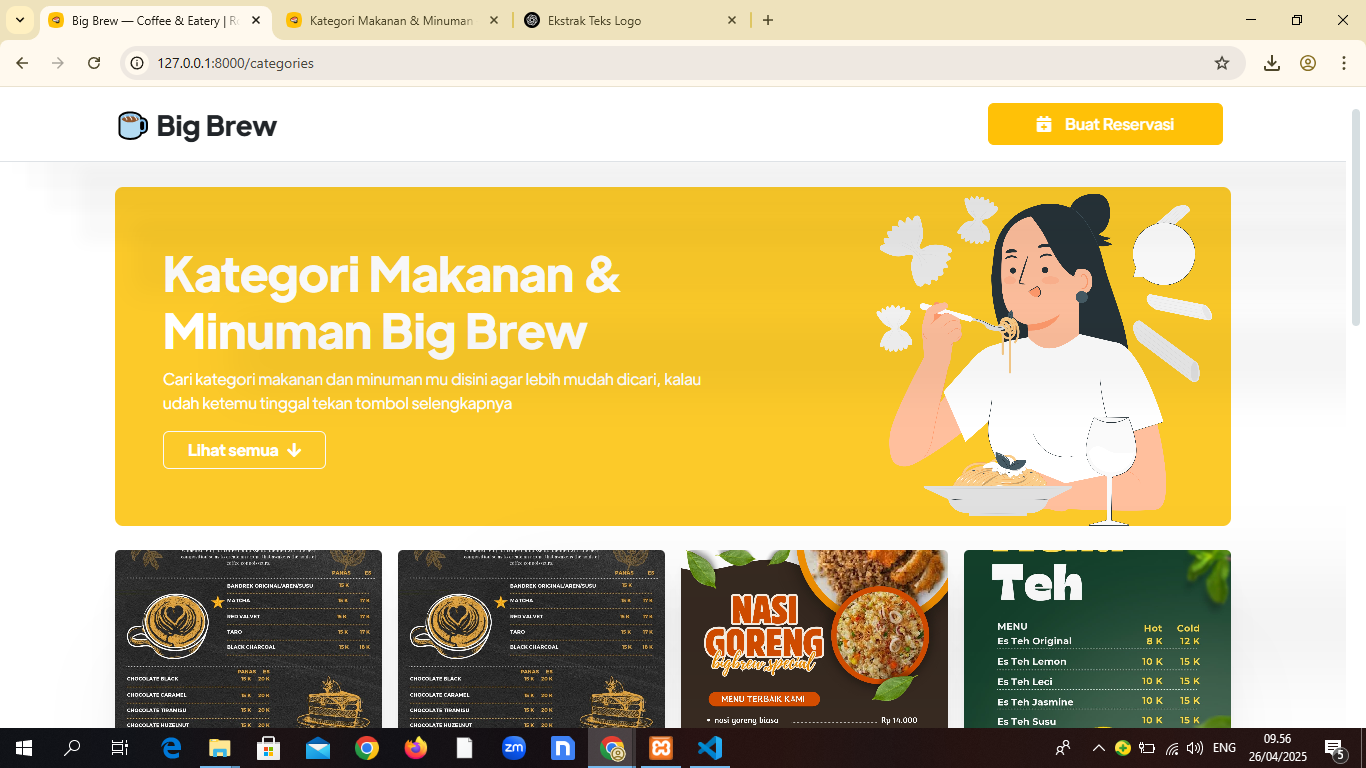 Big Brew — Coffee & Eatery | R
Kategori Makanan & Minuman
Ekstrak Teks Logo
127.0.0.1:8000/categories
Big Brew
Buat Reservasi
Kategori Makanan &
Minuman Big Brew
Cari kategori makanan dan minuman mu disini agar lebih mudah dicari, kalau
udah ketemu tinggal tekan tombol selengkapnya
Lihat semua
PANAS ES
BANDREK ORIGINAL/AREN/SUSU 15 K
MATCHA 16 K 17 K
RED VALVET 15 K 17 K
TARO 15 K 17 K
BLACK CHARCOAL 15 K 18 K
PANAS ES
CHOCOLATE BLACK 15 K 20 K
CHOCOLATE CARAMEL 15 K 20 K
CHOCOLATE TIRAMISU 15 K 20 K
CHOCOLATE HUZELNUT 15 K 20 K
PANAS ES
BANDREK ORIGINAL/AREN/SUSU 15 K
MATCHA 16 K 17 K
RED VALVET 15 K 17 K
TARO 15 K 17 K
BLACK CHARCOAL 15 K 18 K
PANAS ES
CHOCOLATE BLACK 15 K 20 K
CHOCOLATE CARAMEL 15 K 20 K
CHOCOLATE TIRAMISU 15 K 20 K
CHOCOLATE HUZELNUT 15 K 20 K
NASI
GORENG
bigbrew special
MENU TERBAIK KAMI
• nasi goreng biasa Rp 14.000
Teh
MENU Hot Cold
Es Teh Original 8 K 12 K
Es Teh Lemon 10 K 15 K
Es Teh Leci 10 K 15 K
Es Teh Jasmine 10 K 15 K
Es Teh Susu 10 K 15 K
zm
n
ENG
09.56
26/04/2025
5